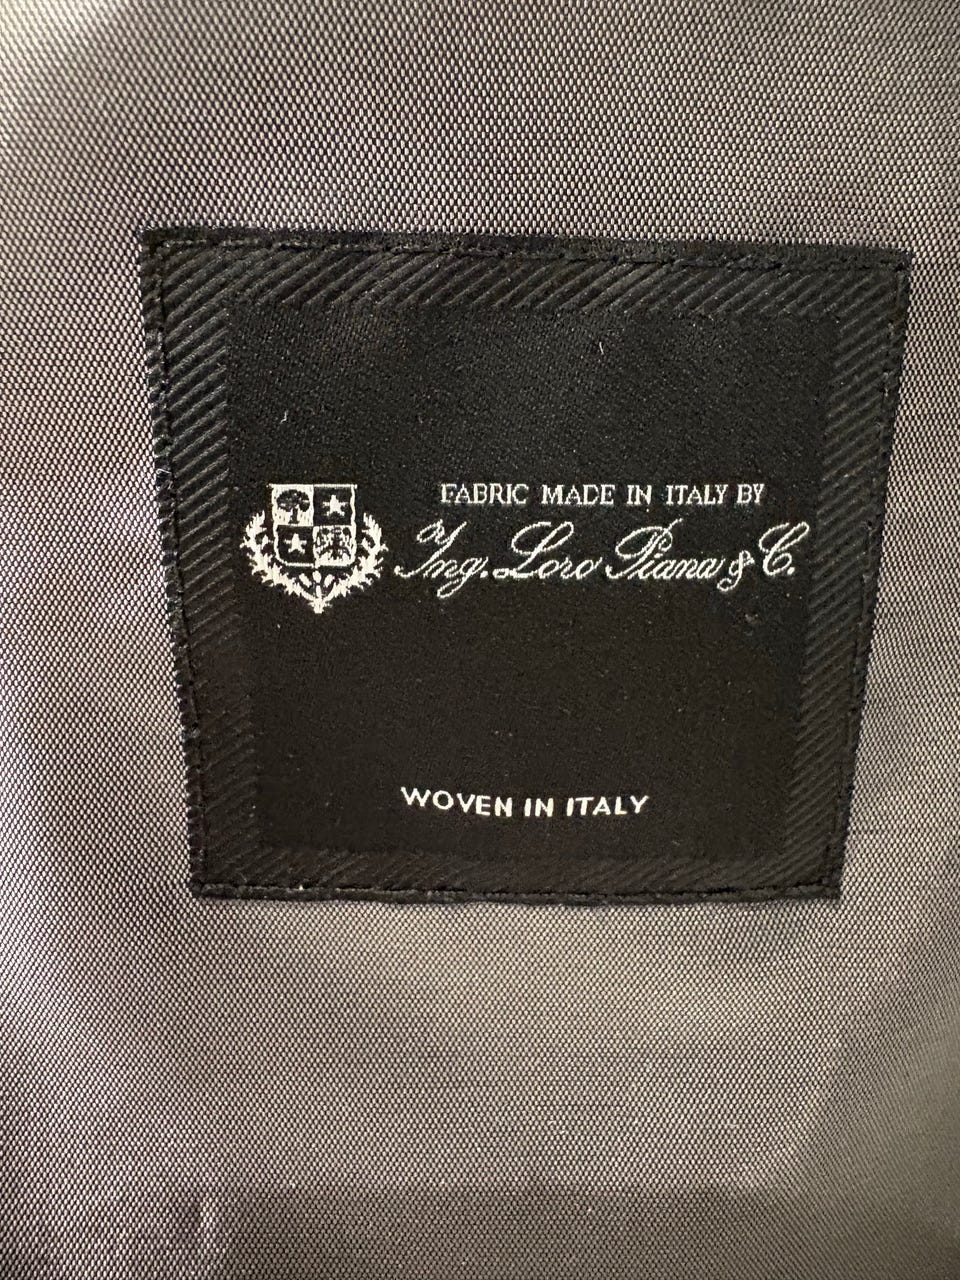 FABRIC MADE IN ITALY BY
Ing. Loro Piana & C.
WOVEN IN ITALY